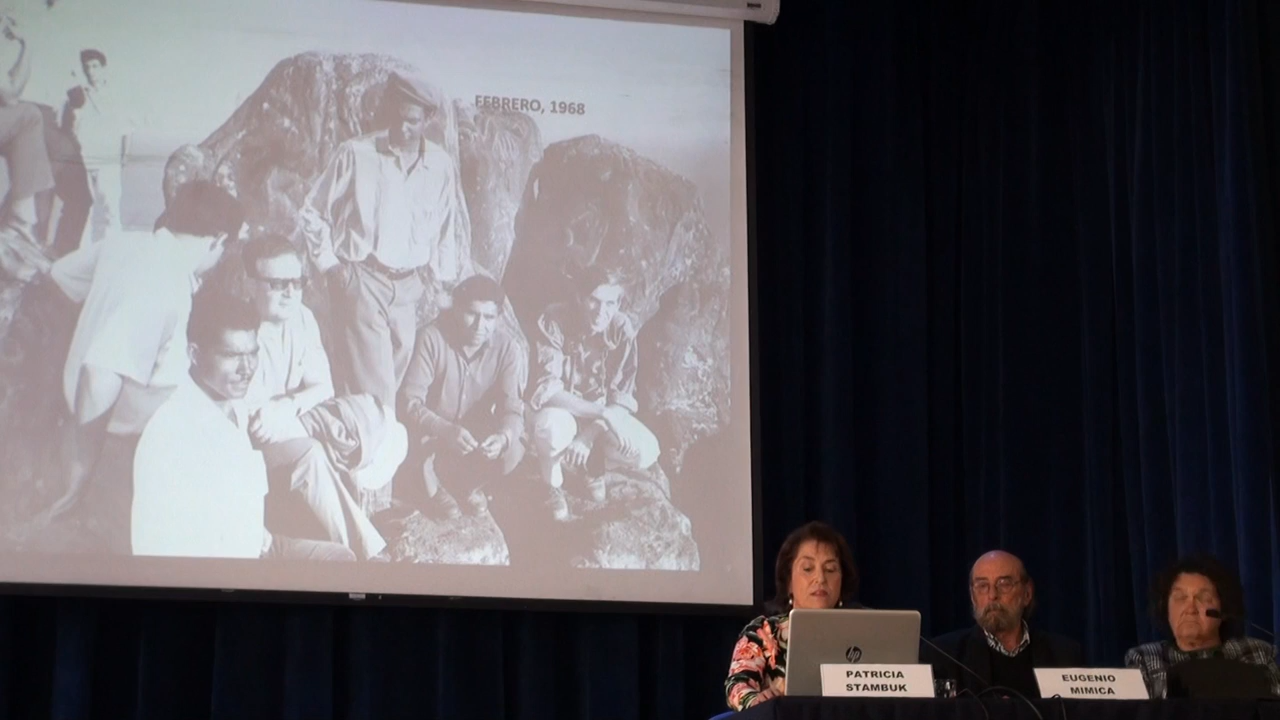 FEBRERO, 1968
hp
PATRICIA
STAMBUK
EUGENIO
MIMICA